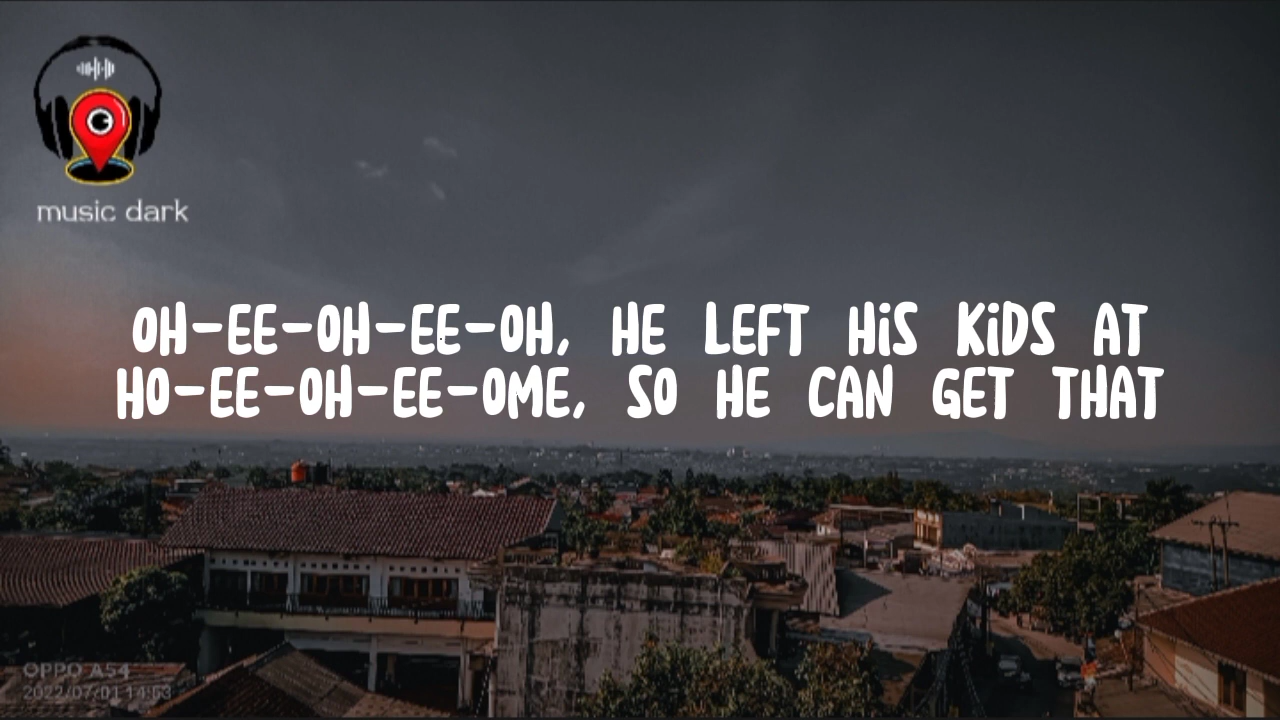 music dark
OH-EE-OH-EE-OH, HE LEFT HiS KiDS AT
HO-EE-OH-EE-OME, SO HE CAN GET THAT
OPPO A54
2022/07/01 14:53